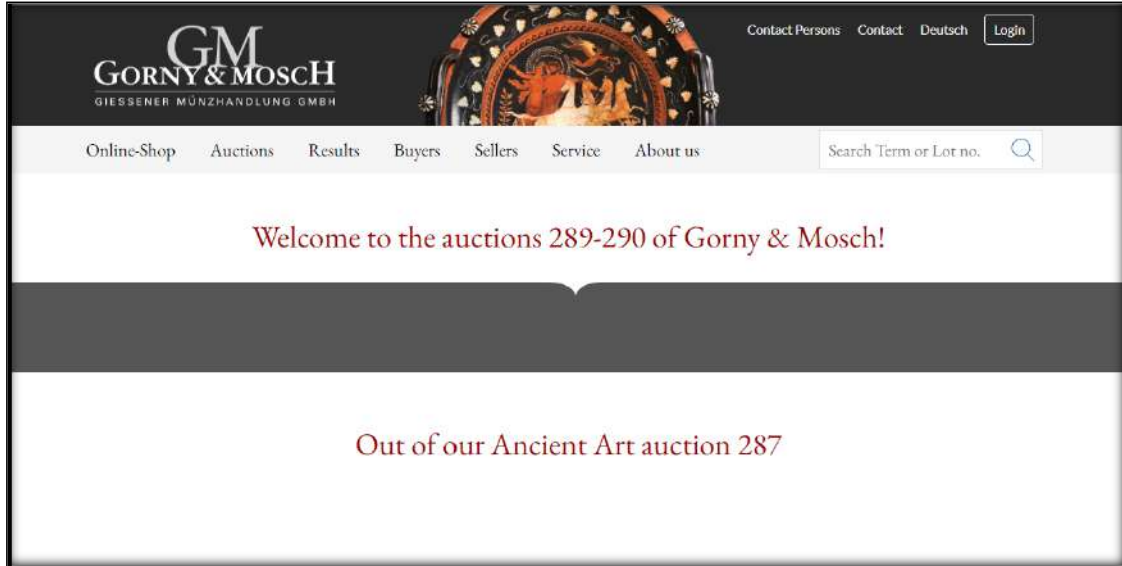 GM
GORNY & MOSCH
GIESSENER MÜNZHANDLUNG GMBH
Contact Persons Contact Deutsch Login
Online-Shop Auctions Results Buyers Sellers Service About us Search Term or Lot no.
Welcome to the auctions 289-290 of Gorny & Mosch!
Out of our Ancient Art auction 287